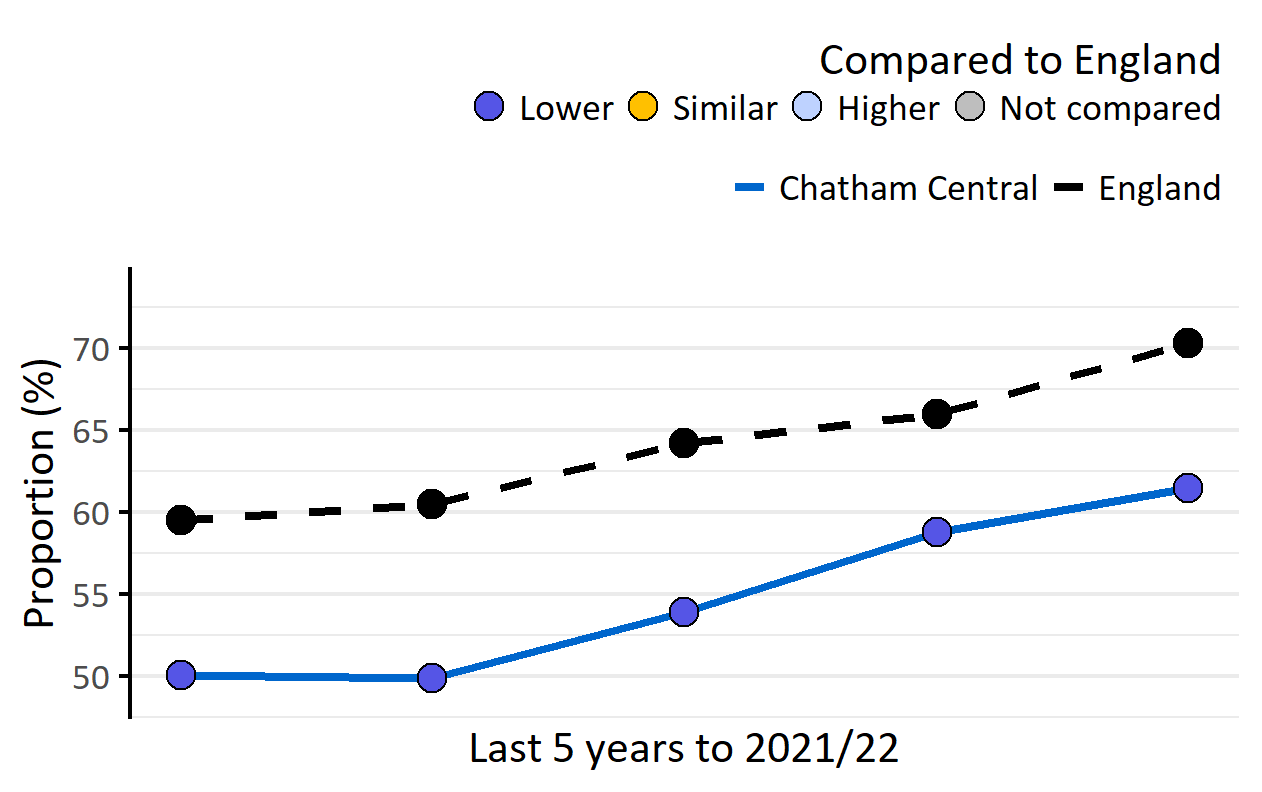 Compared to England
Lower Similar Higher Not compared
Chatham Central England
Proportion (%)
70
65
60
55
50
Last 5 years to 2021/22